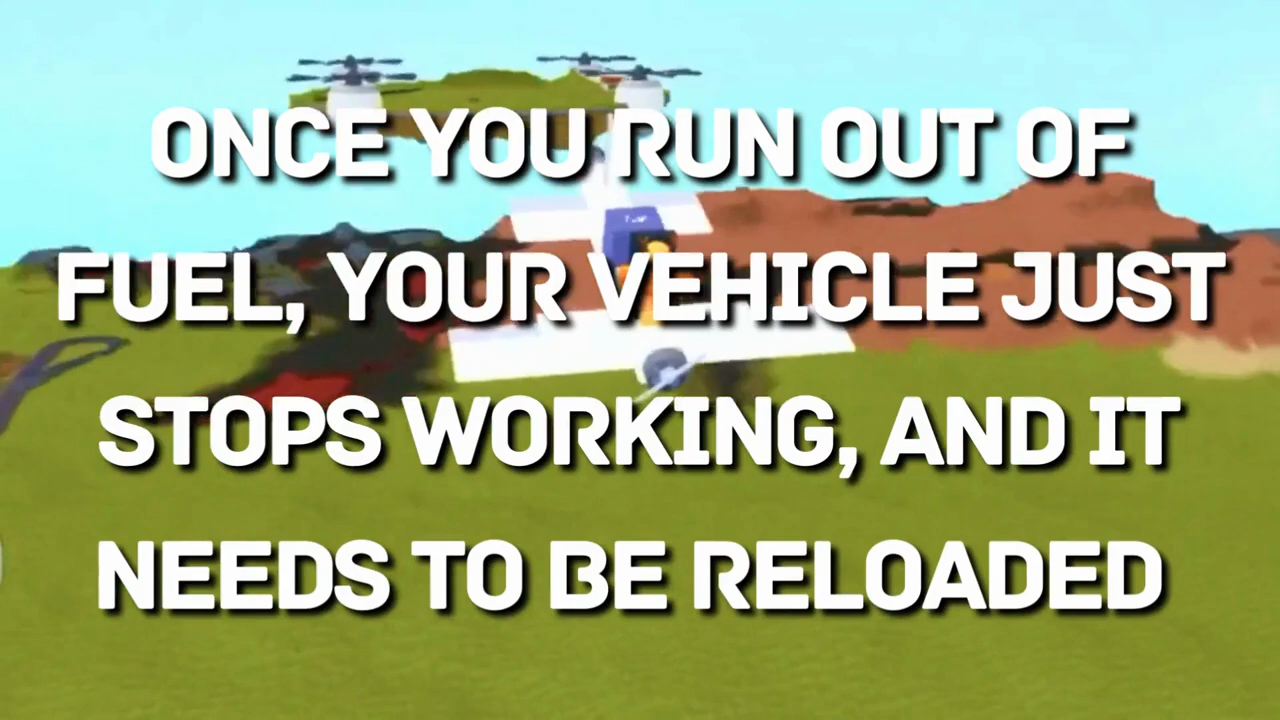 ONCE YOU RUN OUT OF
FUEL, YOUR VEHICLE JUST
STOPS WORKING, AND IT
NEEDS TO BE RELOADED